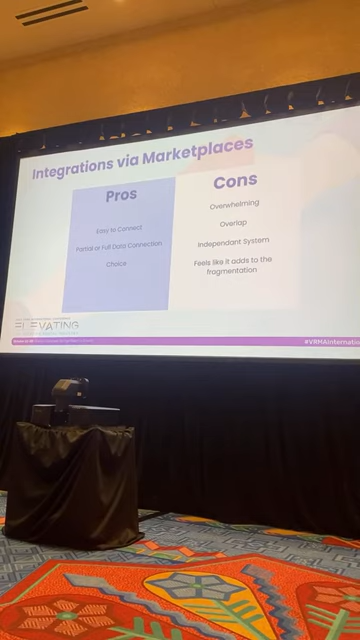 Integrations via Marketplaces
Pros
Easy to Connect
Partial or Full Data Connection
Choice
Cons
Overwhelming
Overlap
Independant System
Feels like it adds to the
fragmentation
ELEVATING
#VRMAInternatio